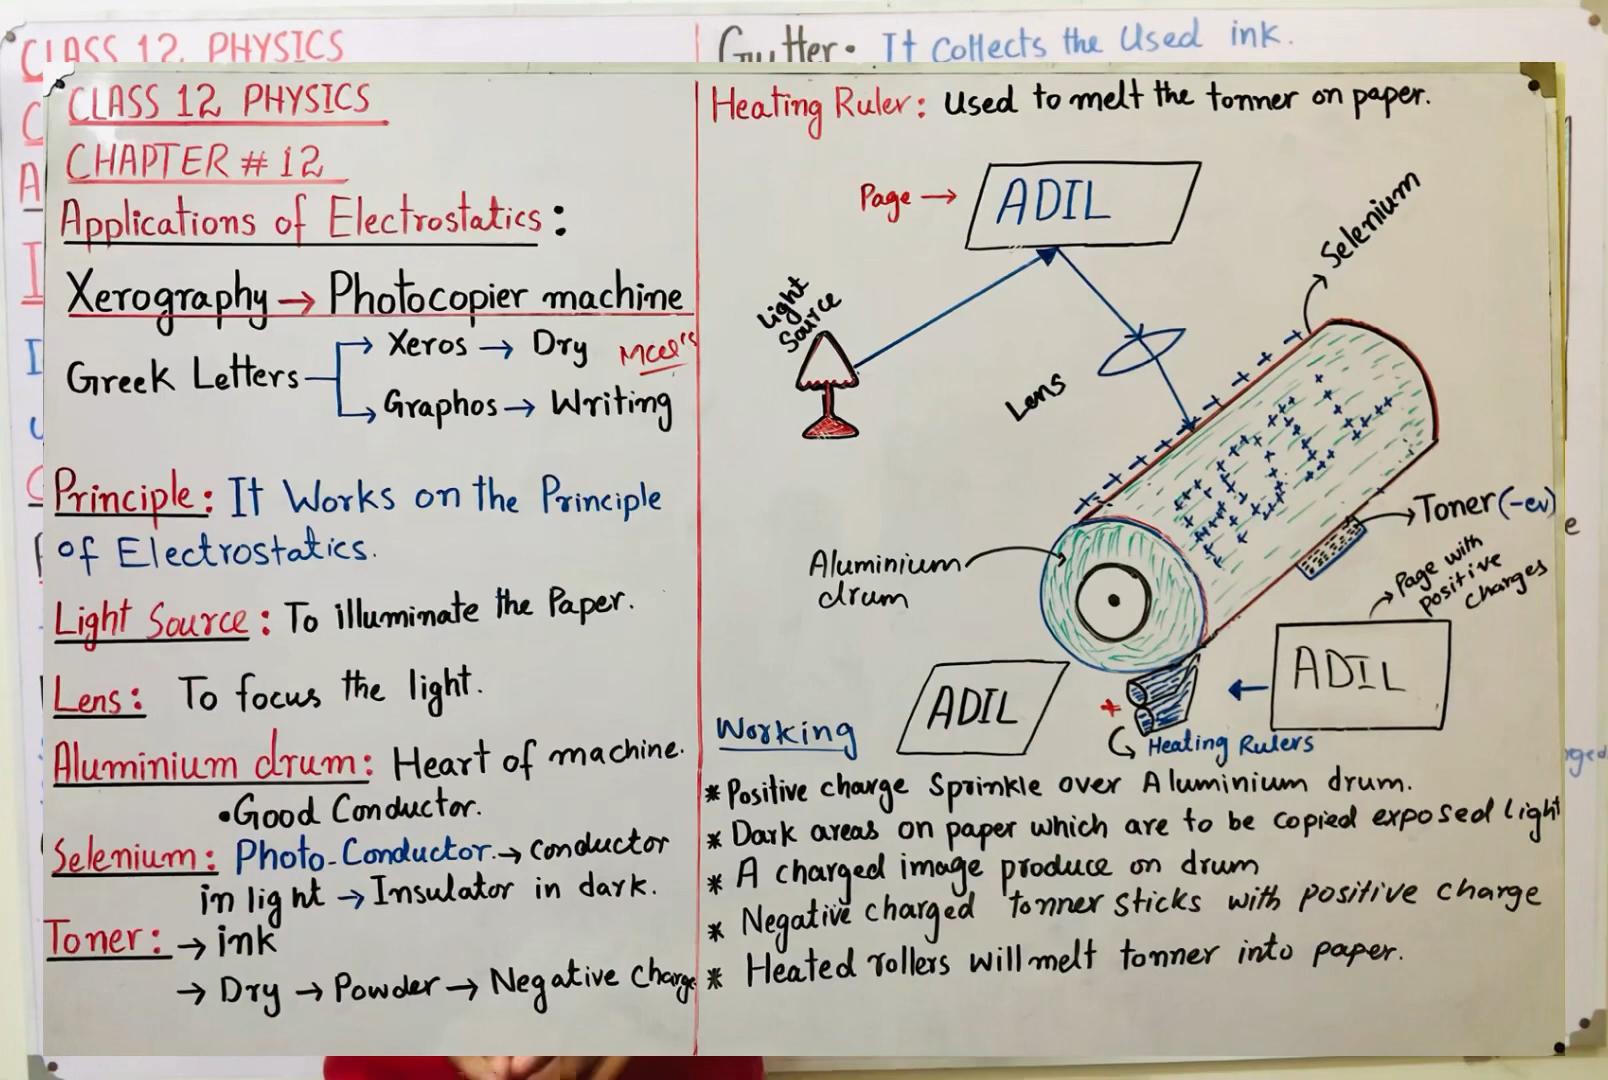 CLASS 12 PHYSICS
Gutter. It Collects the Used ink.
CLASS 12 PHYSICS
CHAPTER # 12
Applications of Electrostatics:
Xerography → Photocopier machine
Greek Letters
Xeros → Dry
Graphos → Writing
Principle: It Works on the Principle
of Electrostatics.
Light Source: To illuminate the Paper.
Lens: To focus the light.
Aluminium drum: Heart of machine.
•Good Conductor.
Selenium: Photo-Conductor. → conductor
in light → Insulator in dark.
Toner: → ink
→ Dry → Powder → Negative Charge
Heating Ruler: Used to melt the tonner on paper.
Page →
ADIL
Light
Source
Lens
Selenium
Aluminium
drum
Toner (-ev)
Page with
positive
charges
ADIL
ADIL
Heating Rulers
Working
* Positive charge Sprinkle over Aluminium drum.
* Dark areas on paper which are to be copied exposed light
* A charged image produce on drum
* Negative charged tonner sticks with positive charge
* Heated rollers will melt tonner into paper.